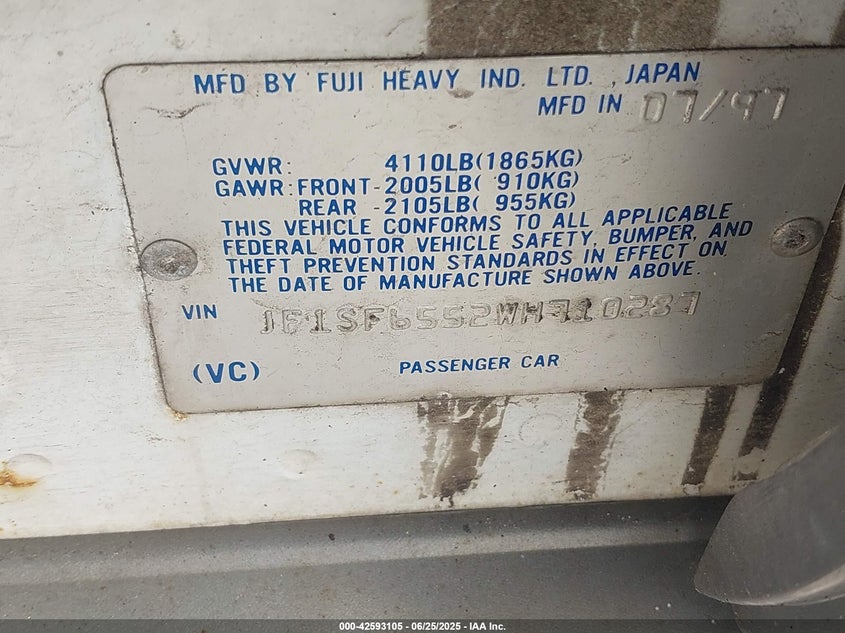 MFD BY FUJI HEAVY IND. LTD., JAPAN
MFD IN 07/97
GVWR: 4110LB(1865KG)
GAWR:FRONT-2005LB( 910KG)
REAR -2105LB( 955KG)
THIS VEHICLE CONFORMS TO ALL APPLICABLE
FEDERAL MOTOR VEHICLE SAFETY, BUMPER, AND
THEFT PREVENTION STANDARDS IN EFFECT ON
THE DATE OF MANUFACTURE SHOWN ABOVE.
VIN JF1SF6552WH710287
(VC) PASSENGER CAR
000-42593105 - 06/25/2025 - IAA Inc.